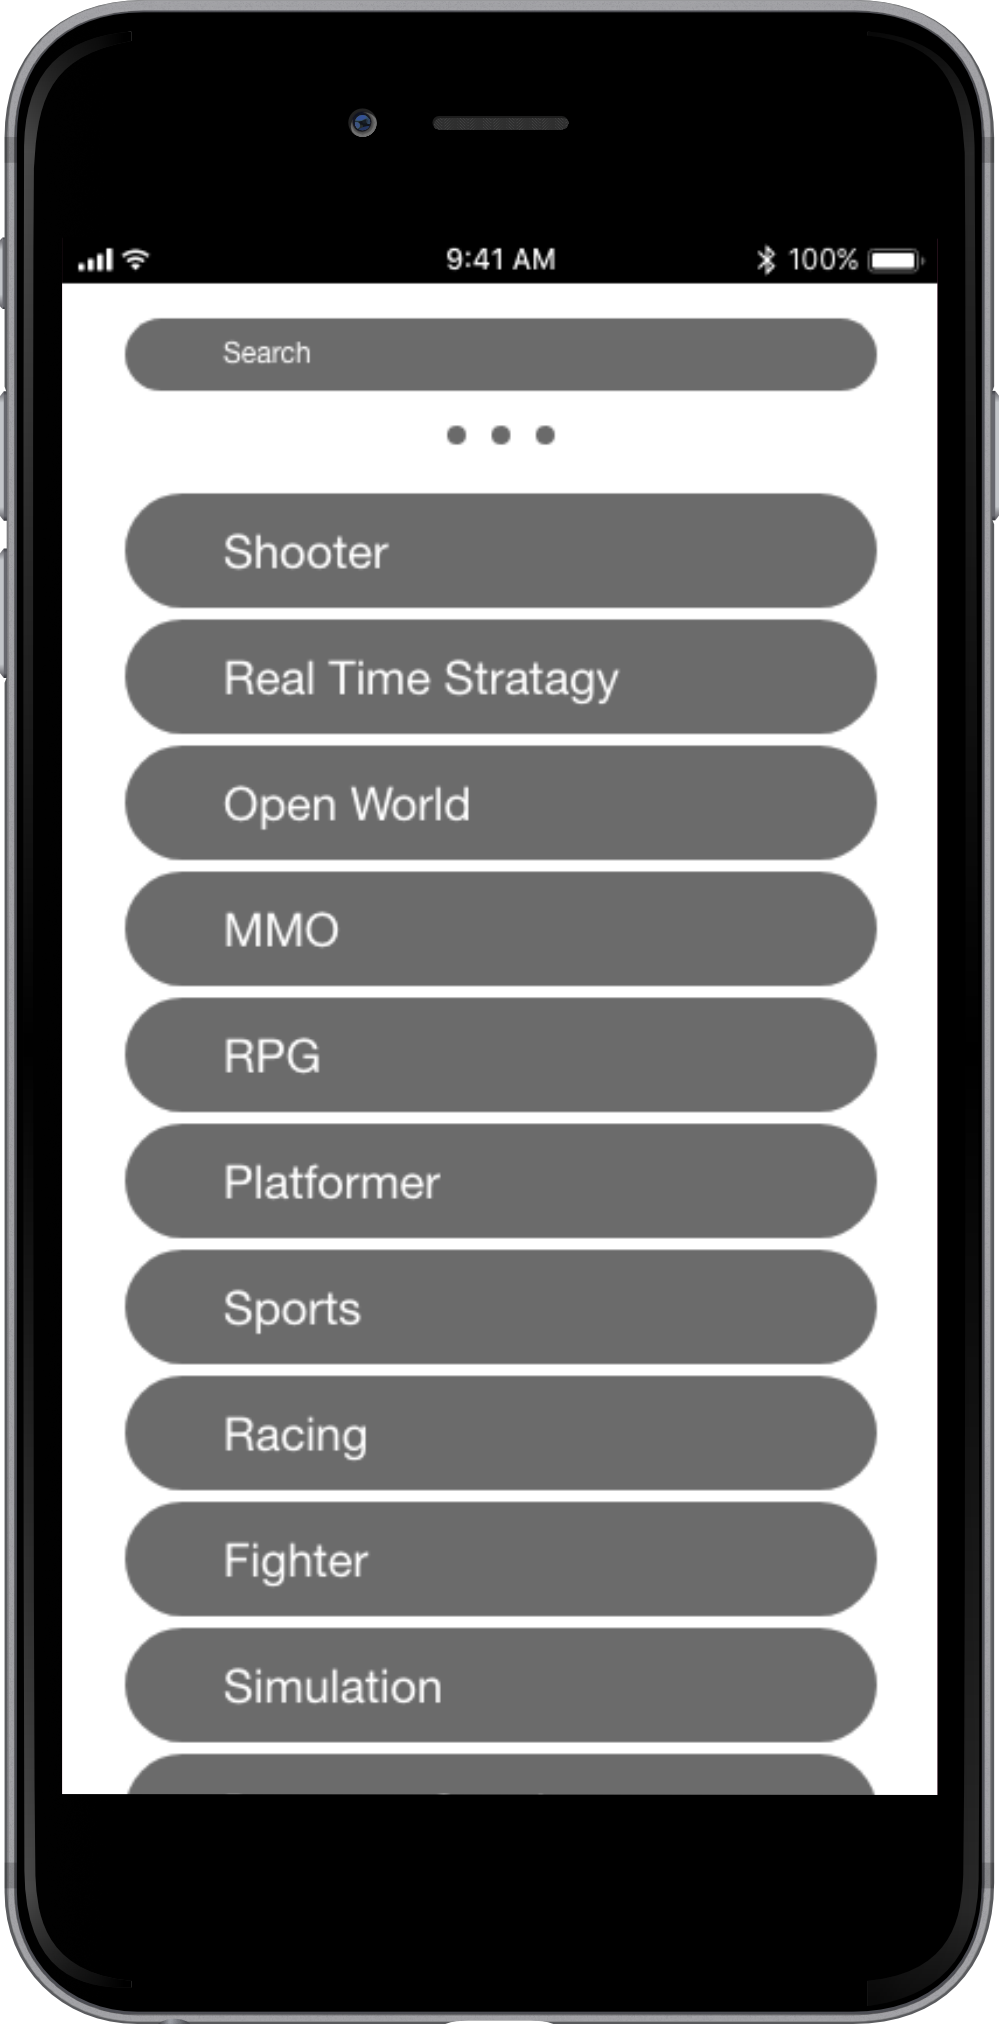 9:41 AM
100%
Search
Shooter
Real Time Stratagy
Open World
MMO
RPG
Platformer
Sports
Racing
Fighter
Simulation